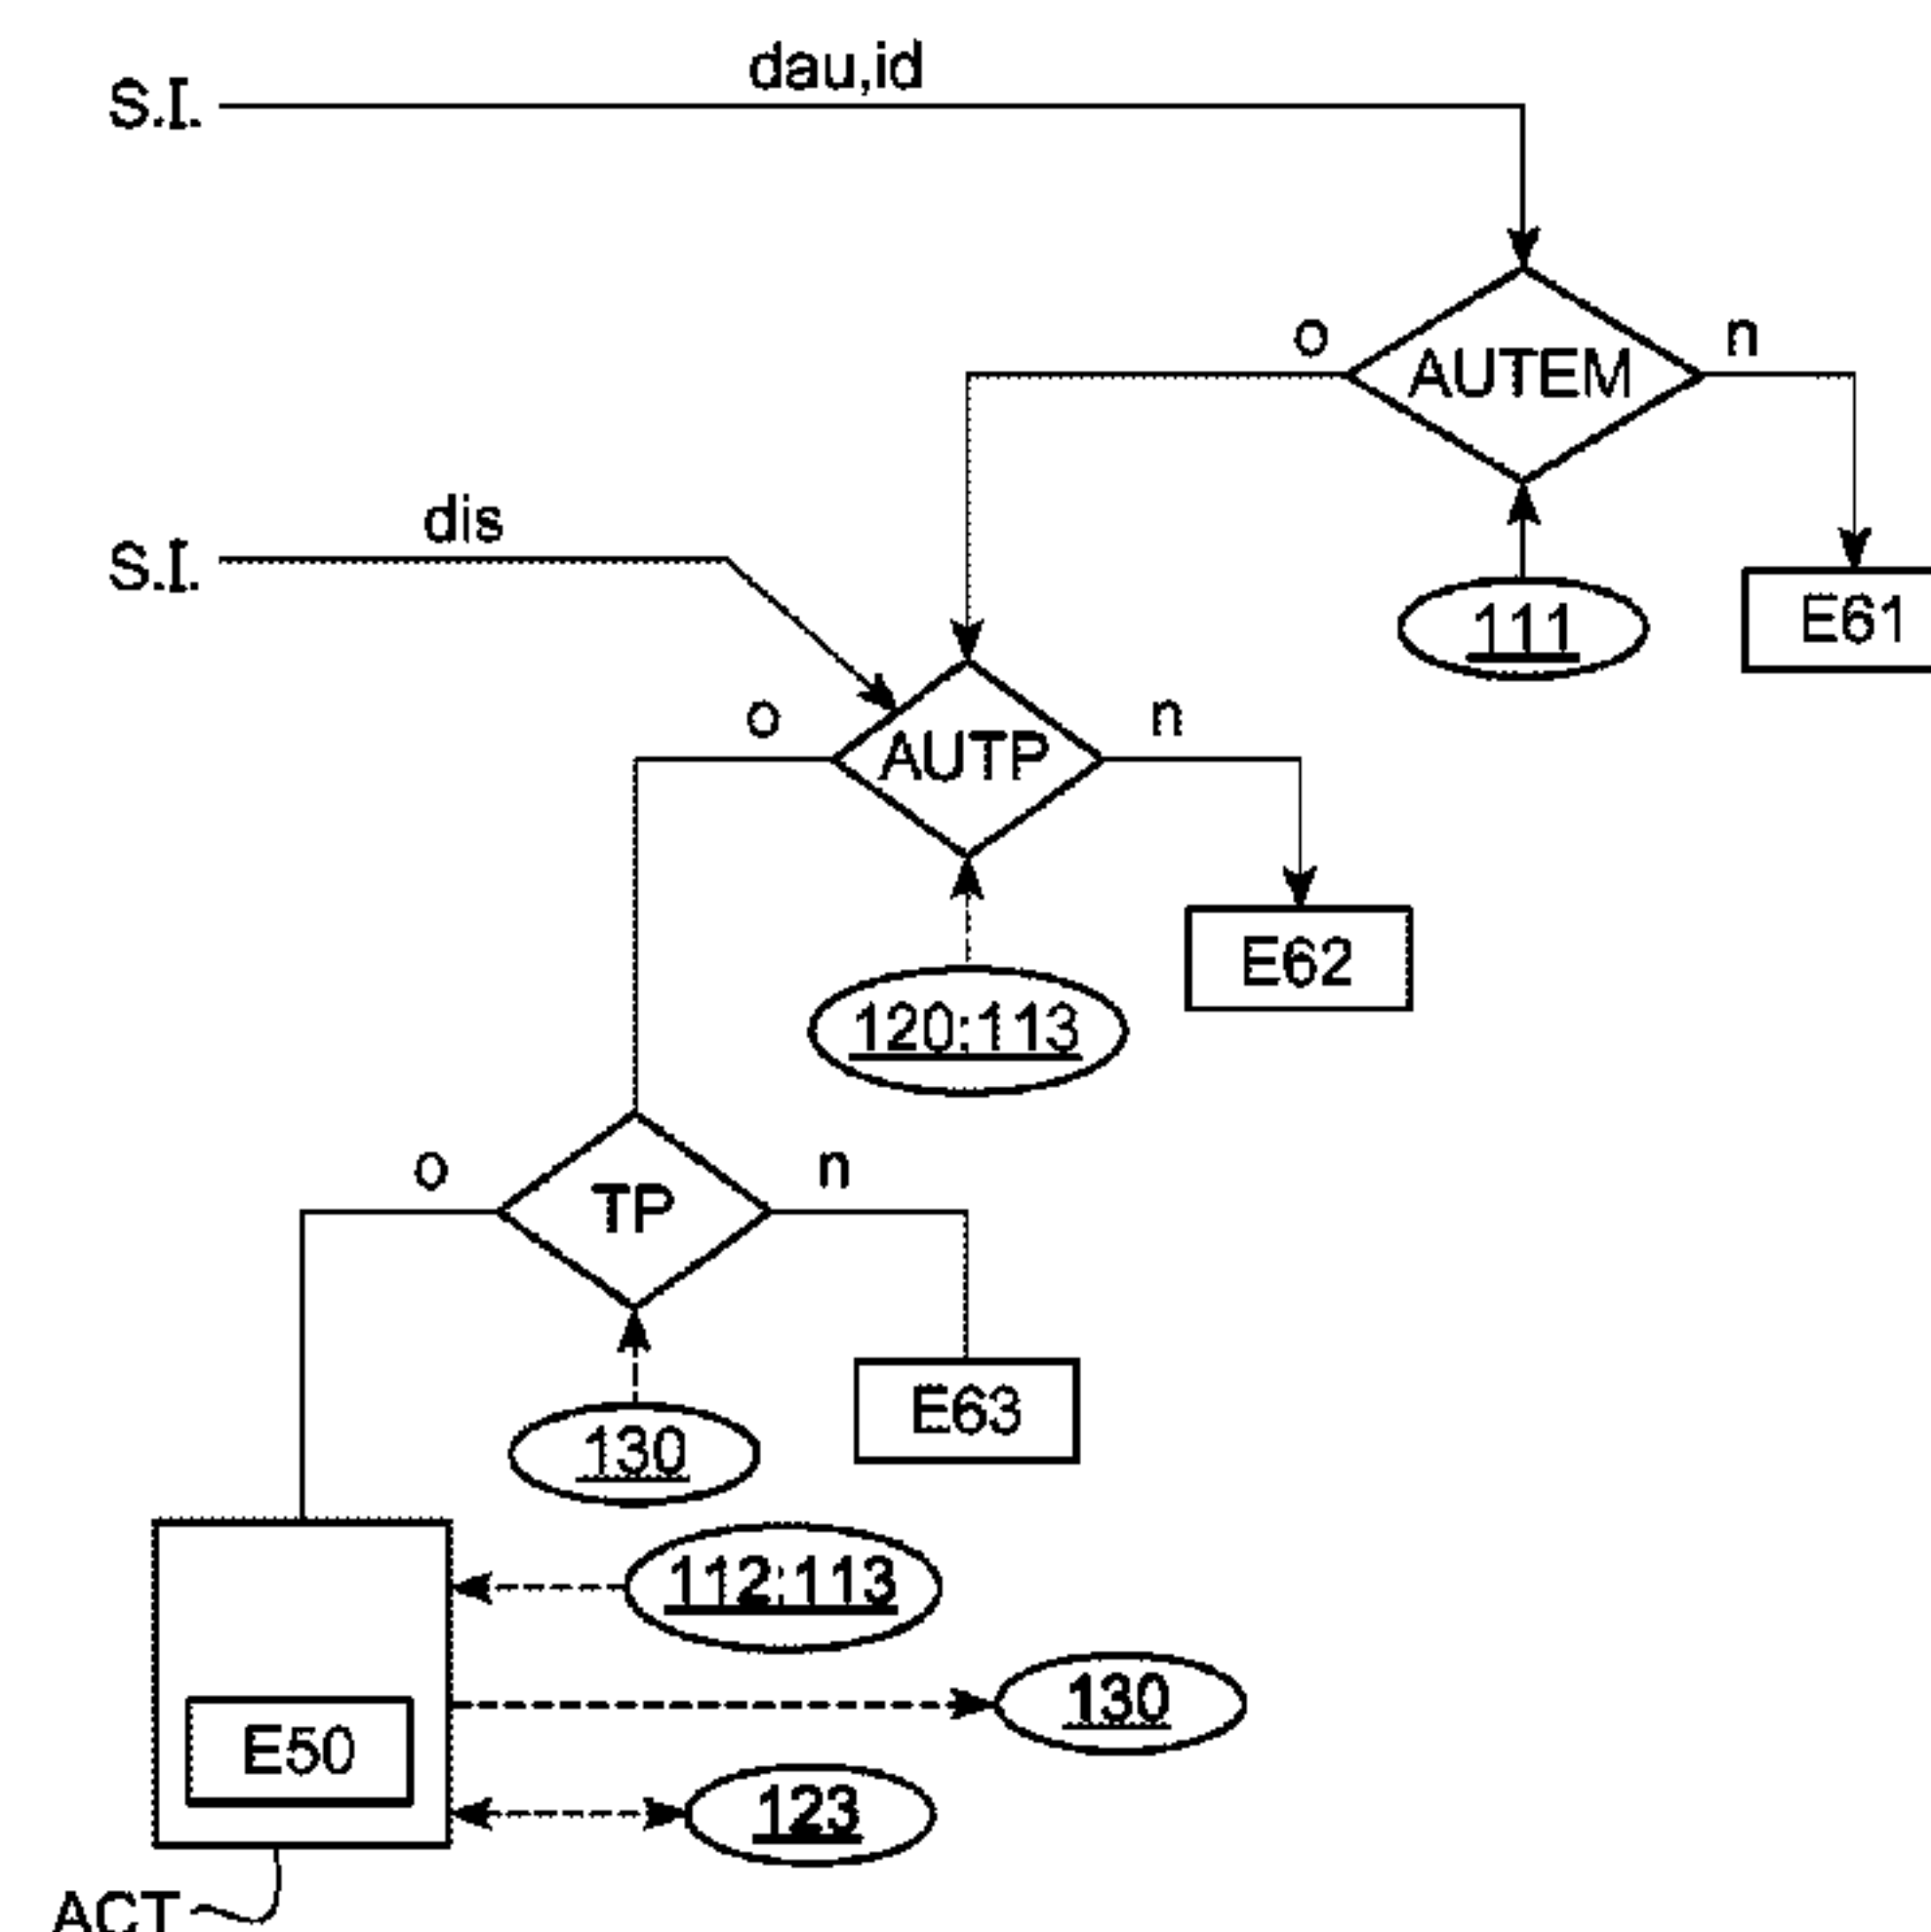 dau,id
S.I.
o
n
AUTEM
dis
S.I.
111
E61
o
n
AUTP
E62
120;113
o
n
TP
E63
130
112;113
130
E50
123
ACT